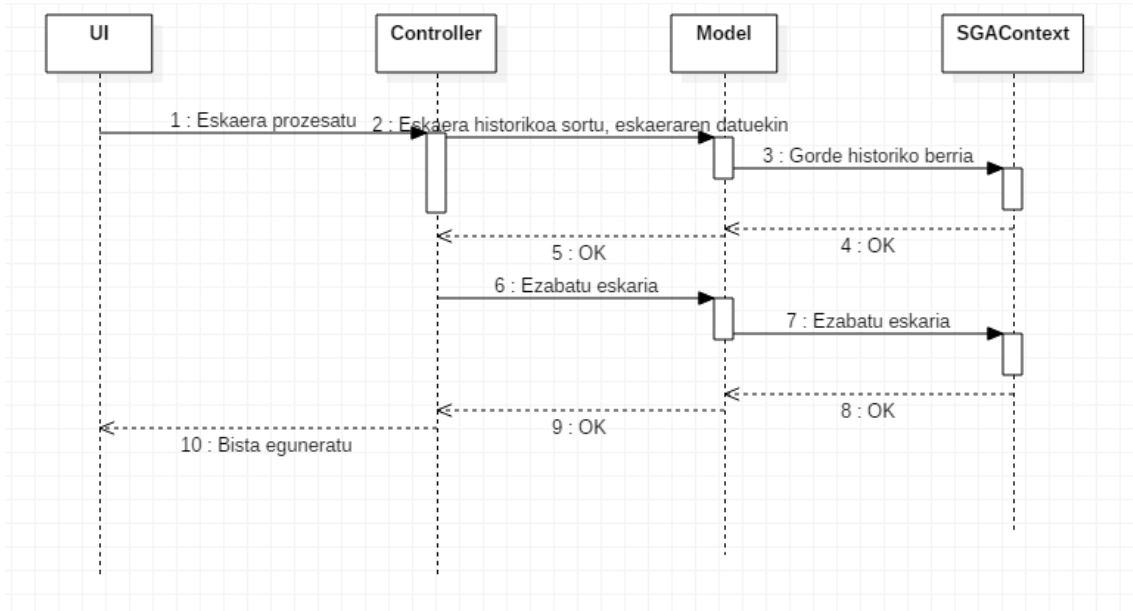 UI
Controller
Model
SGAContext
1 : Eskaera prozesatu
2 : Eskaera historikoa sortu, eskaeraren datuekin
3 : Gorde historiko berria
4 : OK
5 : OK
6 : Ezabatu eskaria
7 : Ezabatu eskaria
8 : OK
9 : OK
10 : Bista eguneratu